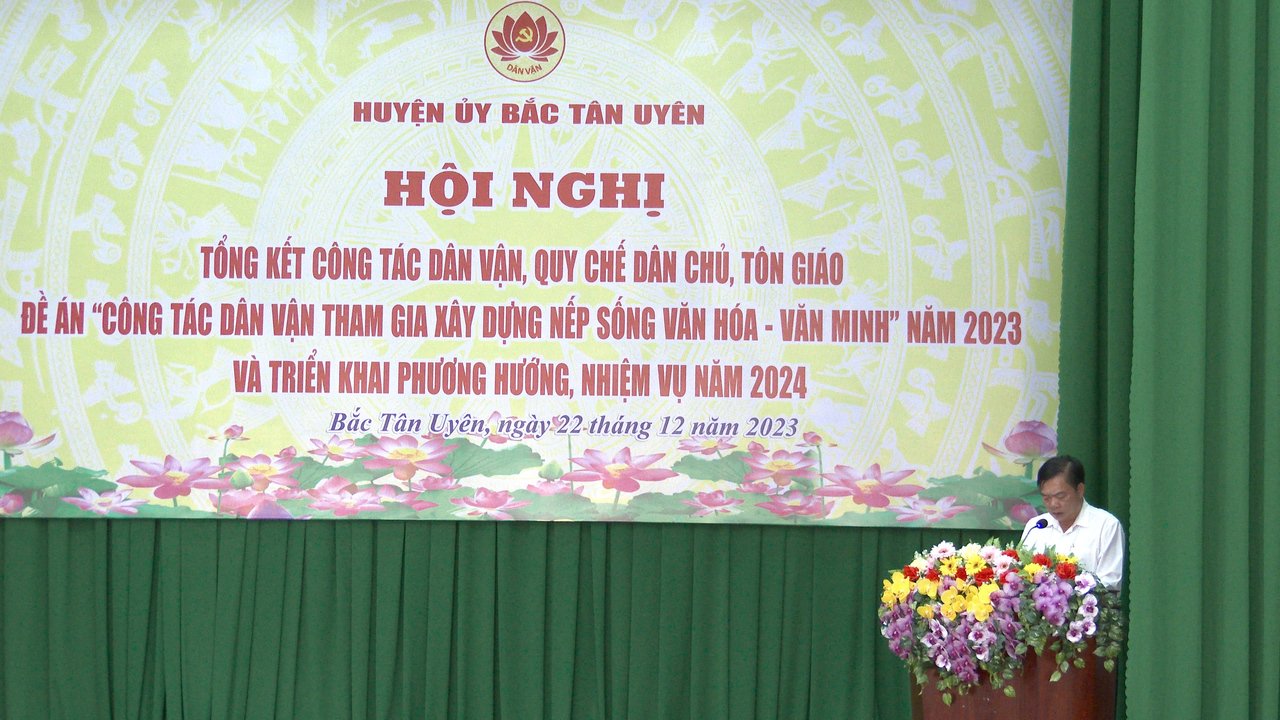 DÂN VẬN
HUYỆN ỦY BẮC TÂN UYÊN
HỘI NGHỊ
TỔNG KẾT CÔNG TÁC DÂN VẬN, QUY CHẾ DÂN CHỦ, TÔN GIÁO
ĐỀ ÁN “CÔNG TÁC DÂN VẬN THAM GIA XÂY DỰNG NẾP SỐNG VĂN HÓA - VĂN MINH” NĂM 2023
VÀ TRIỂN KHAI PHƯƠNG HƯỚNG, NHIỆM VỤ NĂM 2024
Bắc Tân Uyên, ngày 22 tháng 12 năm 2023